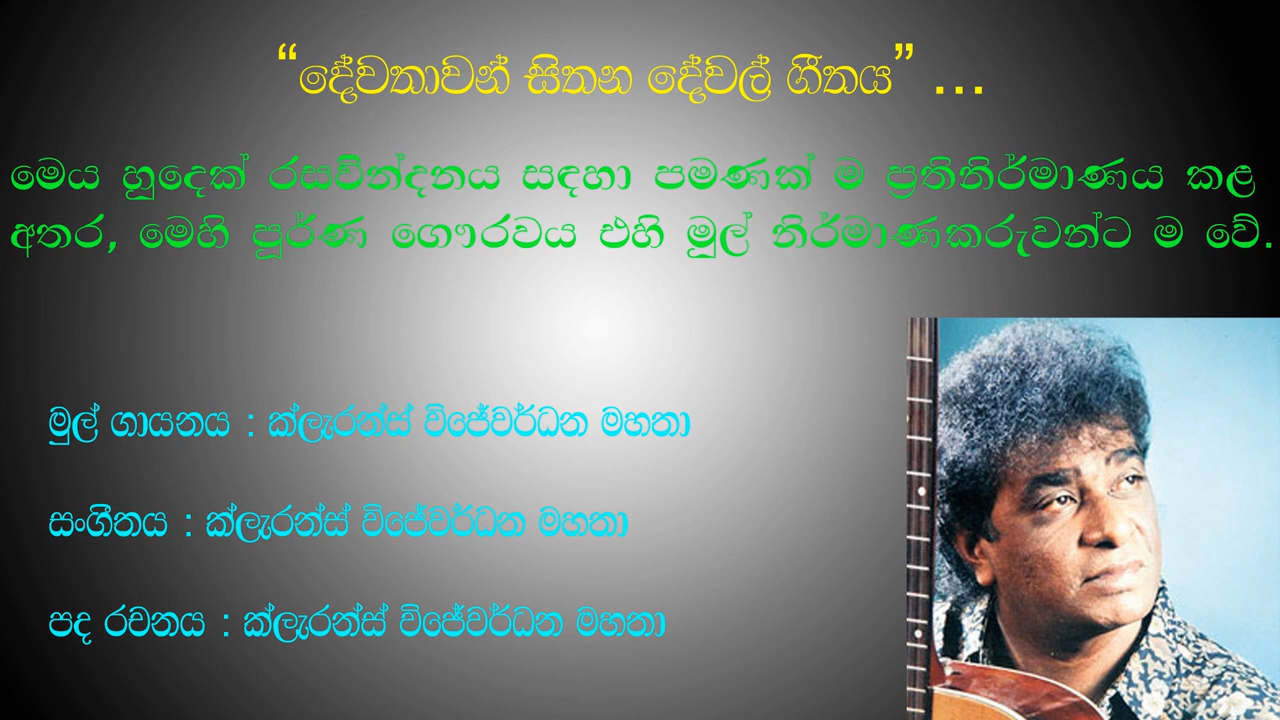 “දේවතාවන් සිතන දේවල් ගීතය” ...
මෙය හුදෙක් රසවින්දනය සඳහා පමණක් ම ප්‍රතිනිර්මාණය කළ
අතර, මෙහි පූර්ණ ගෞරවය එහි මුල් නිර්මාණකරුවන්ට ම වේ.
මුල් ගායනය : ක්ලැරන්ස් විජේවර්ධන මහතා
සංගීතය : ක්ලැරන්ස් විජේවර්ධන මහතා
පද රචනය : ක්ලැරන්ස් විජේවර්ධන මහතා